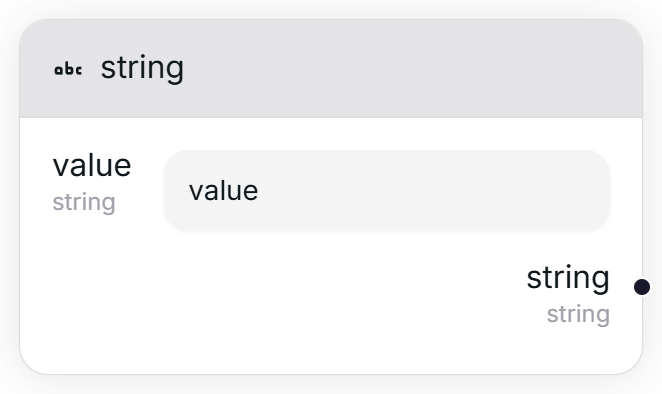 abc string
value
string
value
string
string